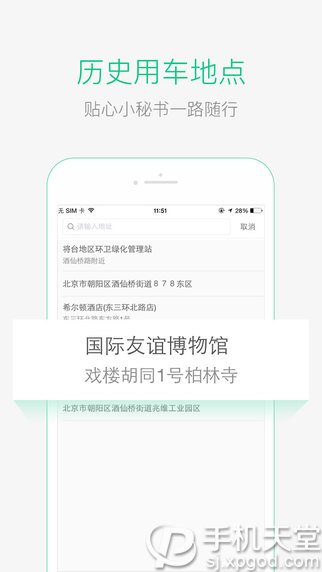 历史用车地点
贴心小秘书一路随行
无 SIM 卡 11:51 28%
请输入地址 取消
将台地区环卫绿化管理站
酒仙桥路附近
北京市朝阳区酒仙桥街道878东区
希尔顿酒店(东三环北路店)
东三环北路东方路1号
国际友谊博物馆
戏楼胡同1号柏林寺
北京市朝阳区酒仙桥街道兆维工业园区
手机天堂
sj.xpgod.com